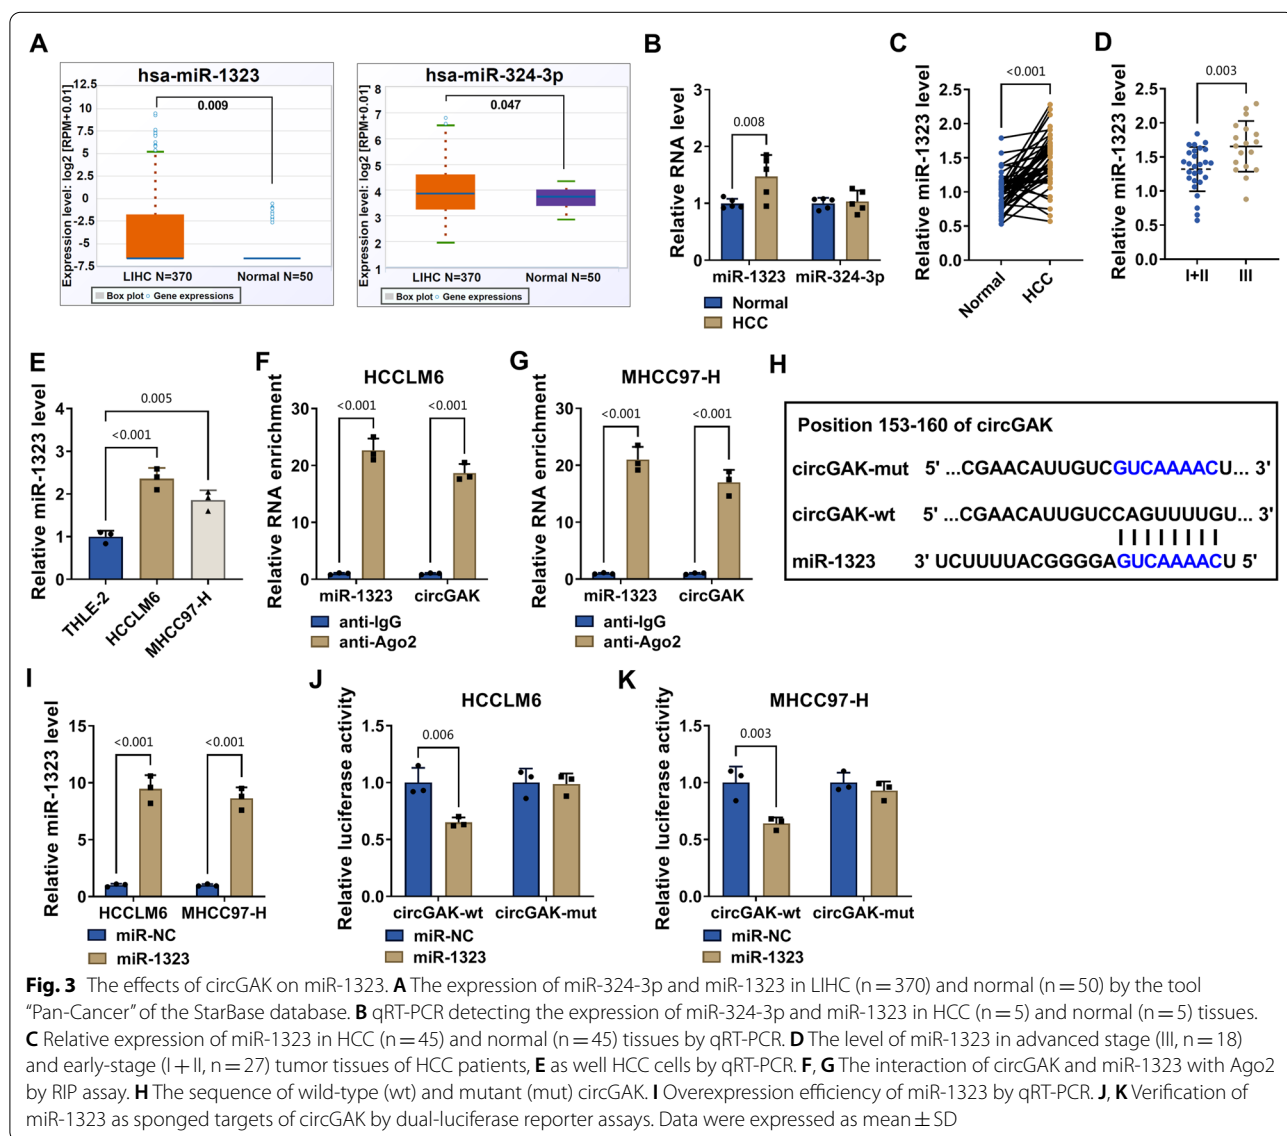 A
hsa-miR-1323
Expression level: log2 [RPM+0.01]
12.5
10
7.5
5
2.5
0
-2.5
-5
-7.5
0.009
LIHC N=370 Normal N=50
Box plot Gene expressions
hsa-miR-324-3p
Expression level: log2 [RPM+0.01]
8
7
6
5
4
3
2
1
0.047
LIHC N=370 Normal N=50
Box plot Gene expressions
B
Relative RNA level
3
2
1
0
0.008
miR-1323 miR-324-3p
Normal
HCC
C
Relative miR-1323 level
2.5
2.0
1.5
1.0
0.5
0.0
<0.001
Normal HCC
D
Relative miR-1323 level
2.5
2.0
1.5
1.0
0.5
0.0
0.003
I+II III
E
Relative miR-1323 level
4
3
2
1
0
0.005
<0.001
THLE-2 HCCLM6 MHCC97-H
F
HCCLM6
Relative RNA enrichment
30
20
10
0
<0.001 <0.001
miR-1323 circGAK
anti-IgG
anti-Ago2
G
MHCC97-H
Relative RNA enrichment
30
20
10
0
<0.001 <0.001
miR-1323 circGAK
anti-IgG
anti-Ago2
H
Position 153-160 of circGAK
circGAK-mut 5' ...CGAACAUUGUCGUCAAAACU... 3'
circGAK-wt 5' ...CGAACAUUGUCCAGUUUUGU... 3'
miR-1323 3' UCUUUUACGGGGAGUCAAAACU 5'
I
Relative miR-1323 level
15
10
5
0
<0.001 <0.001
HCCLM6 MHCC97-H
miR-NC
miR-1323
J
HCCLM6
Relative luciferase activity
1.5
1.0
0.5
0.0
0.006
circGAK-wt circGAK-mut
miR-NC
miR-1323
K
MHCC97-H
Relative luciferase activity
1.5
1.0
0.5
0.0
0.003
circGAK-wt circGAK-mut
miR-NC
miR-1323
Fig. 3 The effects of circGAK on miR-1323. A The expression of miR-324-3p and miR-1323 in LIHC (n = 370) and normal (n = 50) by the tool
“Pan-Cancer” of the StarBase database. B qRT-PCR detecting the expression of miR-324-3p and miR-1323 in HCC (n = 5) and normal (n = 5) tissues.
C Relative expression of miR-1323 in HCC (n = 45) and normal (n = 45) tissues by qRT-PCR. D The level of miR-1323 in advanced stage (III, n = 18)
and early-stage (I + II, n = 27) tumor tissues of HCC patients, E as well HCC cells by qRT-PCR. F, G The interaction of circGAK and miR-1323 with Ago2
by RIP assay. H The sequence of wild-type (wt) and mutant (mut) circGAK. I Overexpression efficiency of miR-1323 by qRT-PCR. J, K Verification of
miR-1323 as sponged targets of circGAK by dual-luciferase reporter assays. Data were expressed as mean ± SD